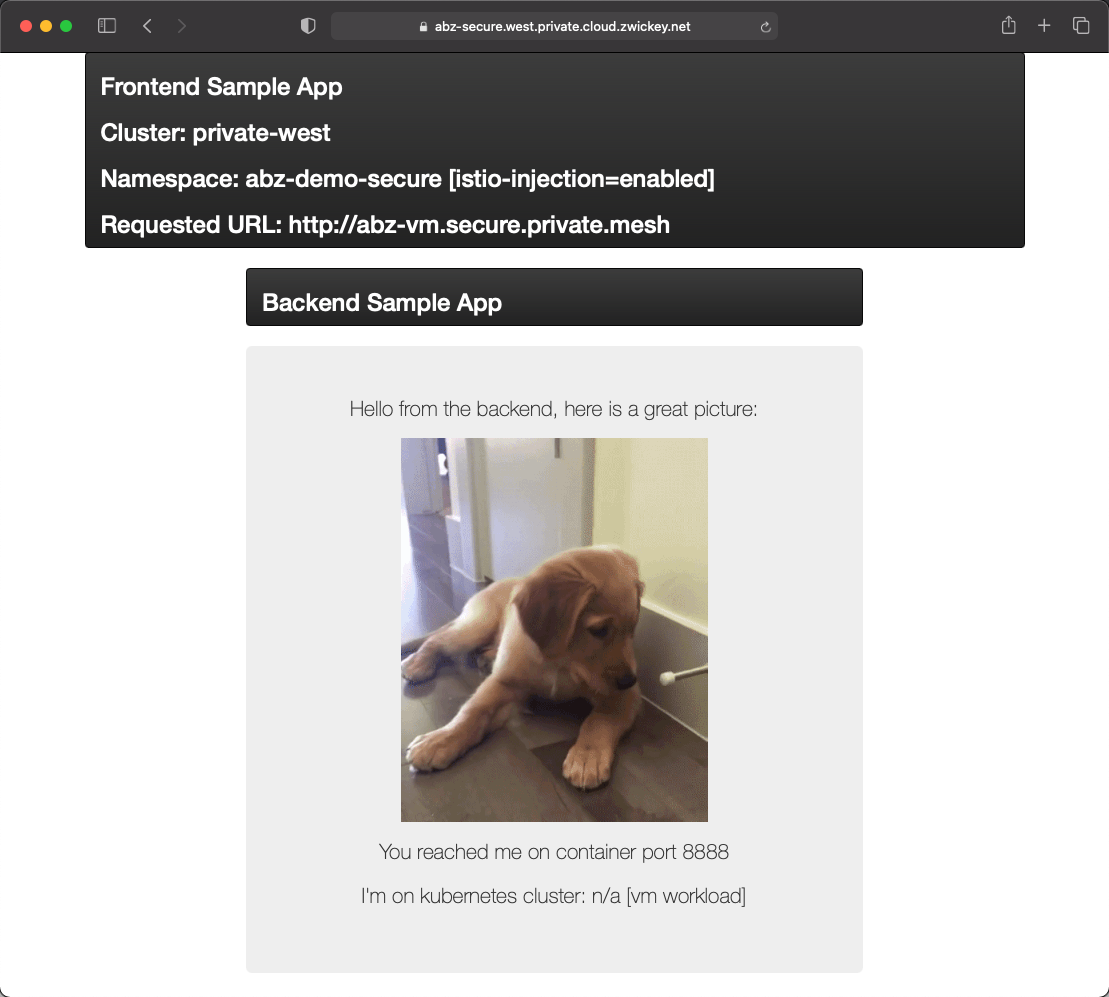 abz-secure.west.private.cloud.zwickey.net
Frontend Sample App
Cluster: private-west
Namespace: abz-demo-secure [istio-injection=enabled]
Requested URL: http://abz-vm.secure.private.mesh
Backend Sample App
Hello from the backend, here is a great picture:
You reached me on container port 8888
I'm on kubernetes cluster: n/a [vm workload]